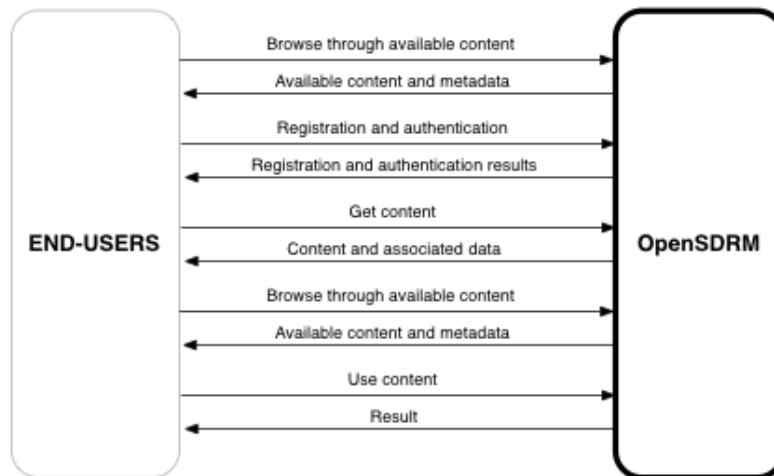 Browse through available content
Available content and metadata
Registration and authentication
Registration and authentication results
Get content
END-USERS
OpenSDRM
Content and associated data
Browse through available content
Available content and metadata
Use content
Result